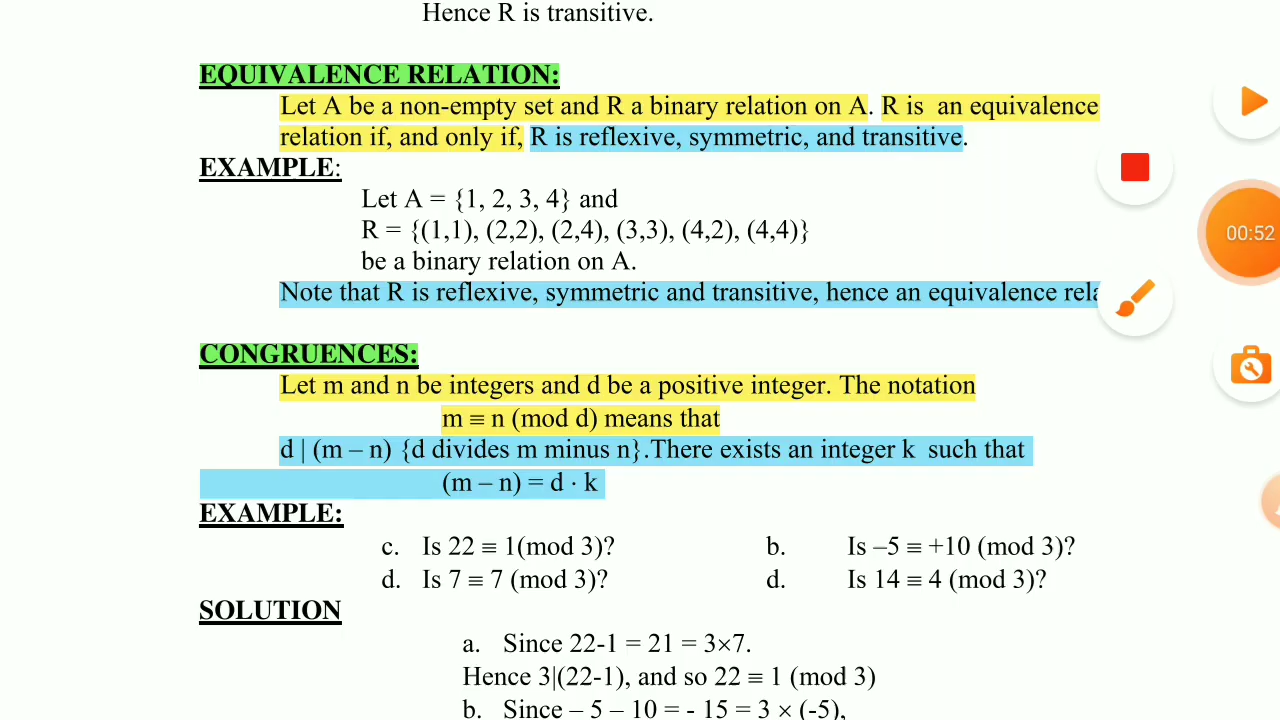 Hence R is transitive.
EQUIVALENCE RELATION:
Let A be a non-empty set and R a binary relation on A. R is an equivalence
relation if, and only if, R is reflexive, symmetric, and transitive.
EXAMPLE:
Let A = {1, 2, 3, 4} and
R = {(1,1), (2,2), (2,4), (3,3), (4,2), (4,4)}
be a binary relation on A.
Note that R is reflexive, symmetric and transitive, hence an equivalence
CONGRUENCES:
Let m and n be integers and d be a positive integer. The notation
m ≡ n (mod d) means that
d | (m – n) {d divides m minus n}.There exists an integer k such that
(m – n) = d · k
EXAMPLE:
c. Is 22 ≡ 1(mod 3)? b. Is –5 ≡ +10 (mod 3)?
d. Is 7 ≡ 7 (mod 3)? d. Is 14 ≡ 4 (mod 3)?
SOLUTION
a. Since 22-1 = 21 = 3×7.
Hence 3|(22-1), and so 22 ≡ 1 (mod 3)
b. Since – 5 – 10 = - 15 = 3 × (-5),
00:52